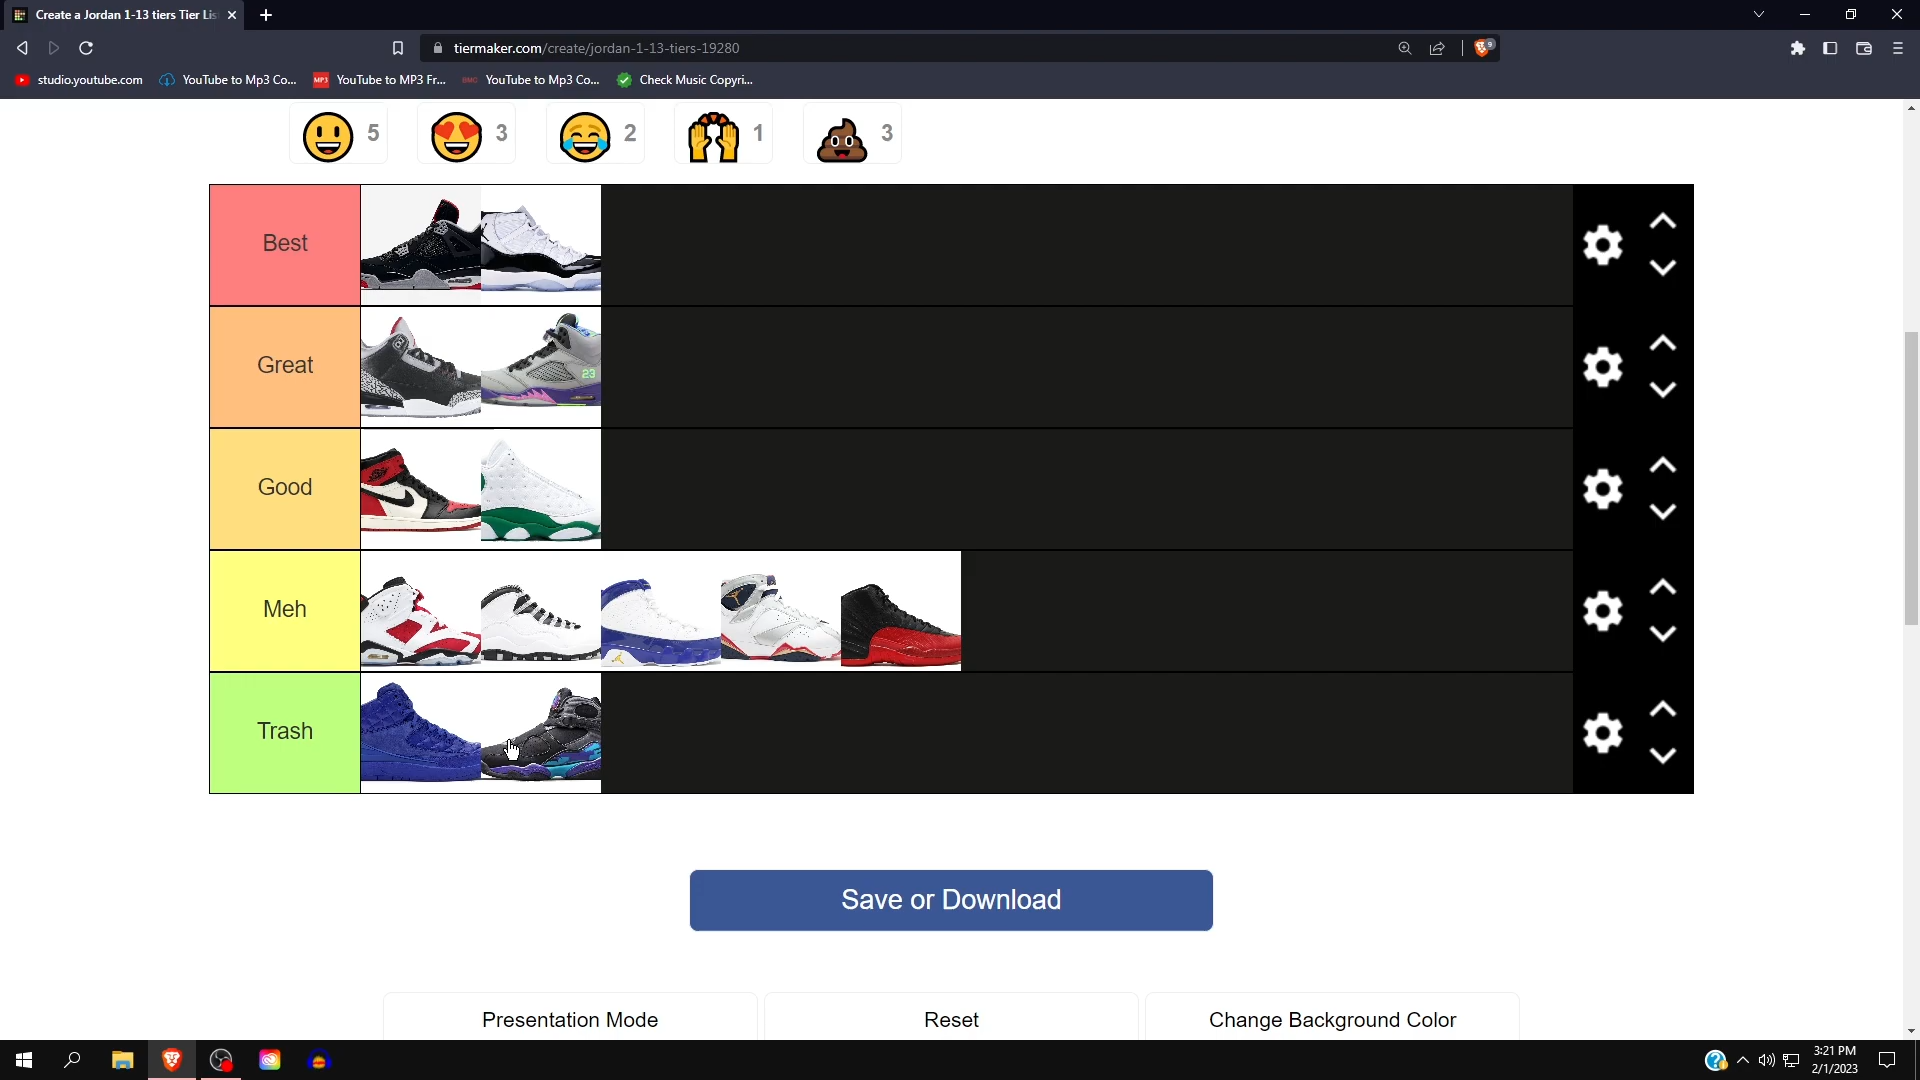 Create a Jordan 1-13 tiers Tier Lis
tiermaker.com/create/jordan-1-13-tiers-19280
9
studio.youtube.com
YouTube to Mp3 Co...
MP3
YouTube to MP3 Fr...
YouTube to Mp3 Co...
Check Music Copyri...
5
3
2
1
3
Best
Great
23
Good
Meh
Trash
Save or Download
Presentation Mode
Reset
Change Background Color
3:21 PM
2/1/2023